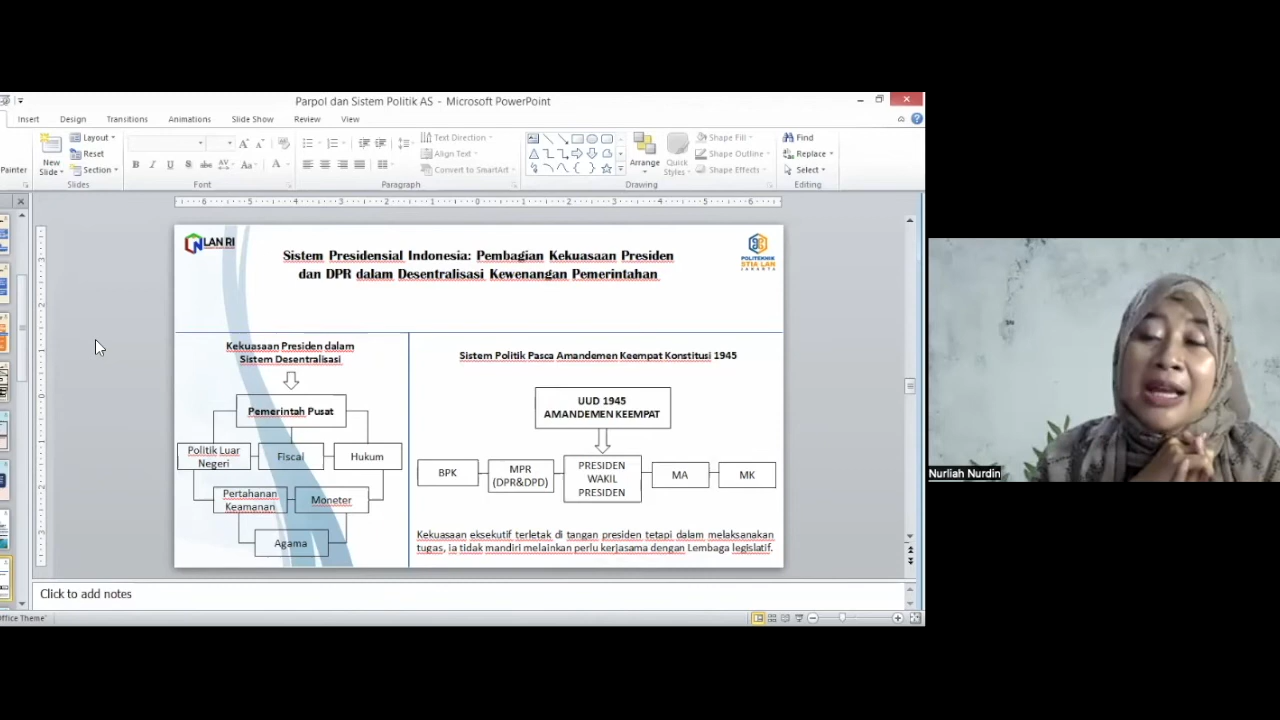 Parpol dan Sistem Politik AS - Microsoft PowerPoint
Insert Design Transitions Animations Slide Show Review View
Painter
New
Slide
Layout
Reset
Section
Slides
Font
Text Direction
Align Text
Convert to SmartArt
Paragraph
Arrange
Quick
Styles
Shape Fill
Shape Outline
Shape Effects
Drawing
Find
Replace
Select
Editing
LAN RI
Sistem Presidensial Indonesia: Pembagian Kekuasaan Presiden
dan DPR dalam Desentralisasi Kewenangan Pemerintahan
POLITEKNIK
STIA LAN
JAKARTA
Kekuasaan Presiden dalam
Sistem Desentralisasi
Pemerintah Pusat
Politik Luar
Negeri
Fiscal
Hukum
Pertahanan
Keamanan
Moneter
Agama
Sistem Politik Pasca Amandemen Keempat Konstitusi 1945
UUD 1945
AMANDEMEN KEEMPAT
BPK
MPR
(DPR&DPD)
PRESIDEN
WAKIL
PRESIDEN
MA
MK
Kekuasaan eksekutif terletak di tangan presiden tetapi dalam melaksanakan
tugas, ia tidak mandiri melainkan perlu kerjasama dengan Lembaga legislatif.
Click to add notes
Office Theme'
Nurliah Nurdin